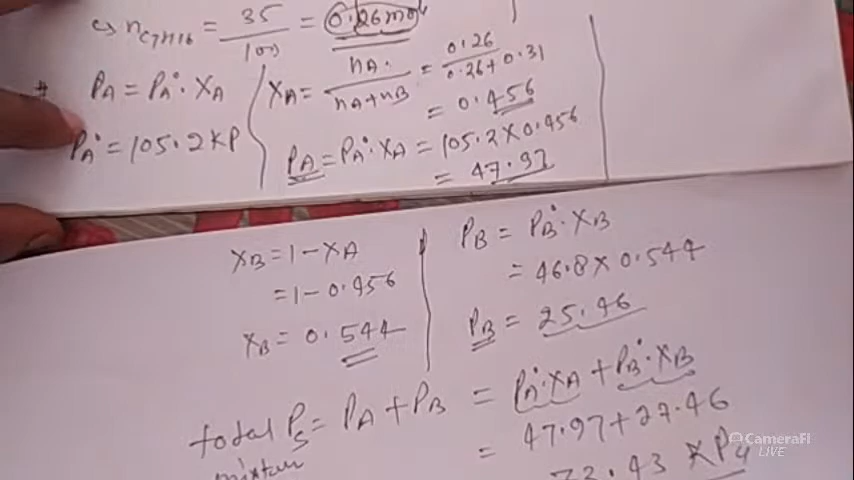 ⇒ nC7H16 = 35/100 = 0.26 mol
# PA = PA°·XA
PA° = 105.2 KP
XA = nA·/nA+nB = 0.26/0.26+0.31
= 0.456
PA = PA°·XA = 105.2 × 0.456
= 47.97
XB = 1 - XA
= 1 - 0.456
XB = 0.544
PB = PB°·XB
= 46.8 × 0.544
PB = 25.46
total Ps = PA + PB = PA°·XA + PB°·XB
mixture
= 47.97 + 27.46
73.43 KPa
CameraFI
LIVE